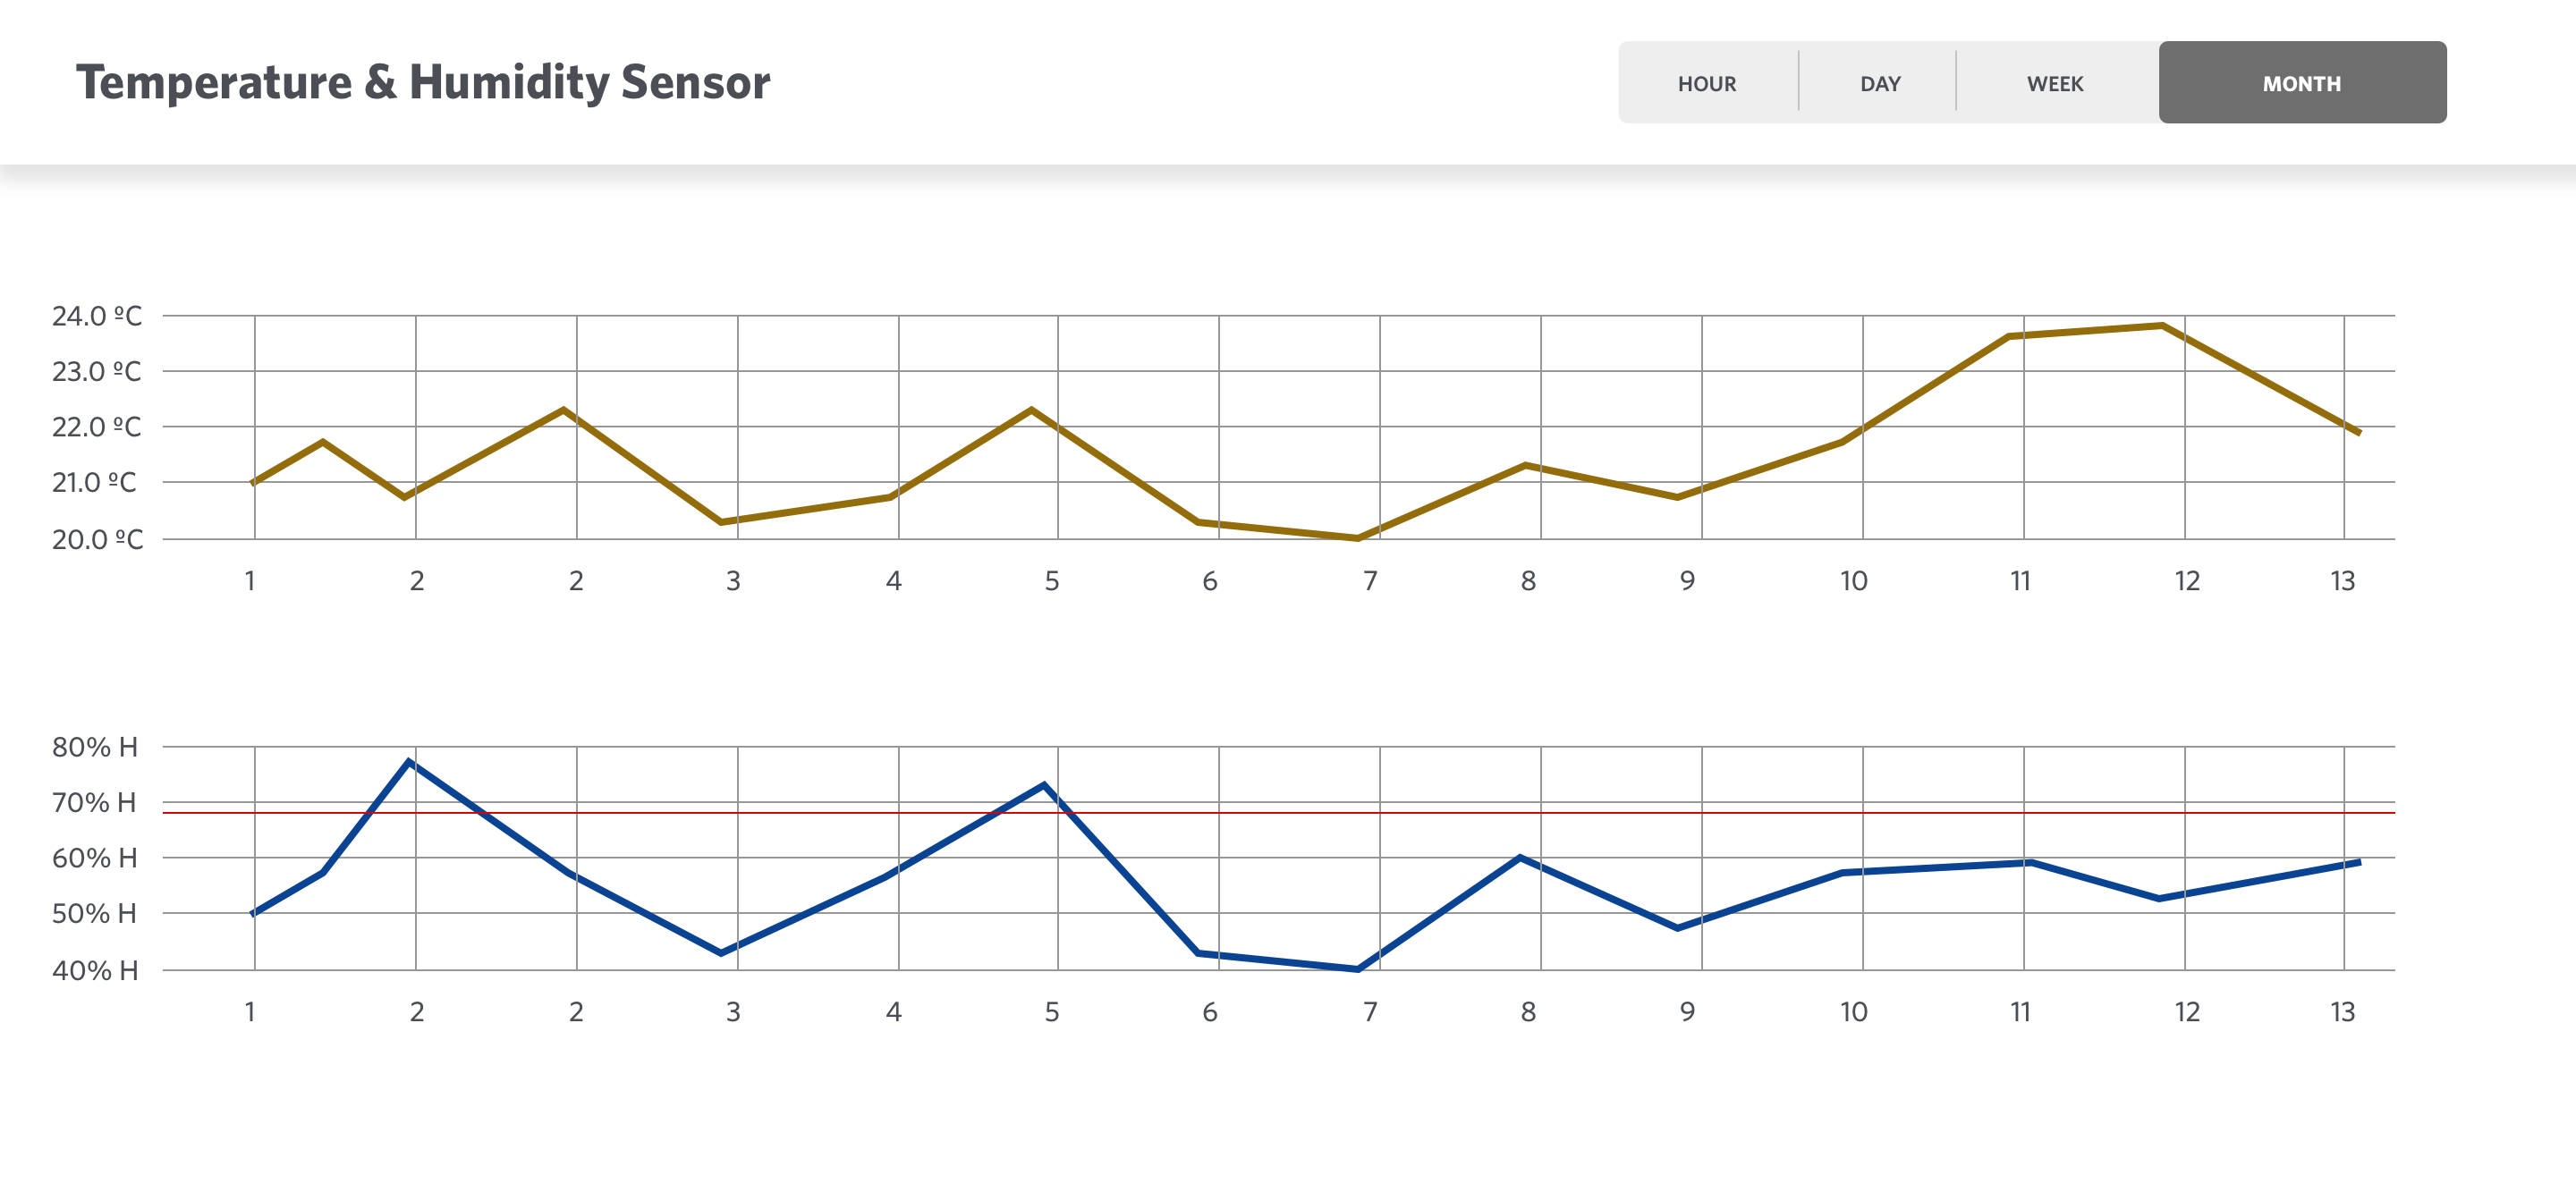 Temperature & Humidity Sensor
HOUR DAY WEEK MONTH
24.0 ºC
23.0 ºC
22.0 ºC
21.0 ºC
20.0 ºC
1 2 2 3 4 5 6 7 8 9 10 11 12 13
80% H
70% H
60% H
50% H
40% H
1 2 2 3 4 5 6 7 8 9 10 11 12 13